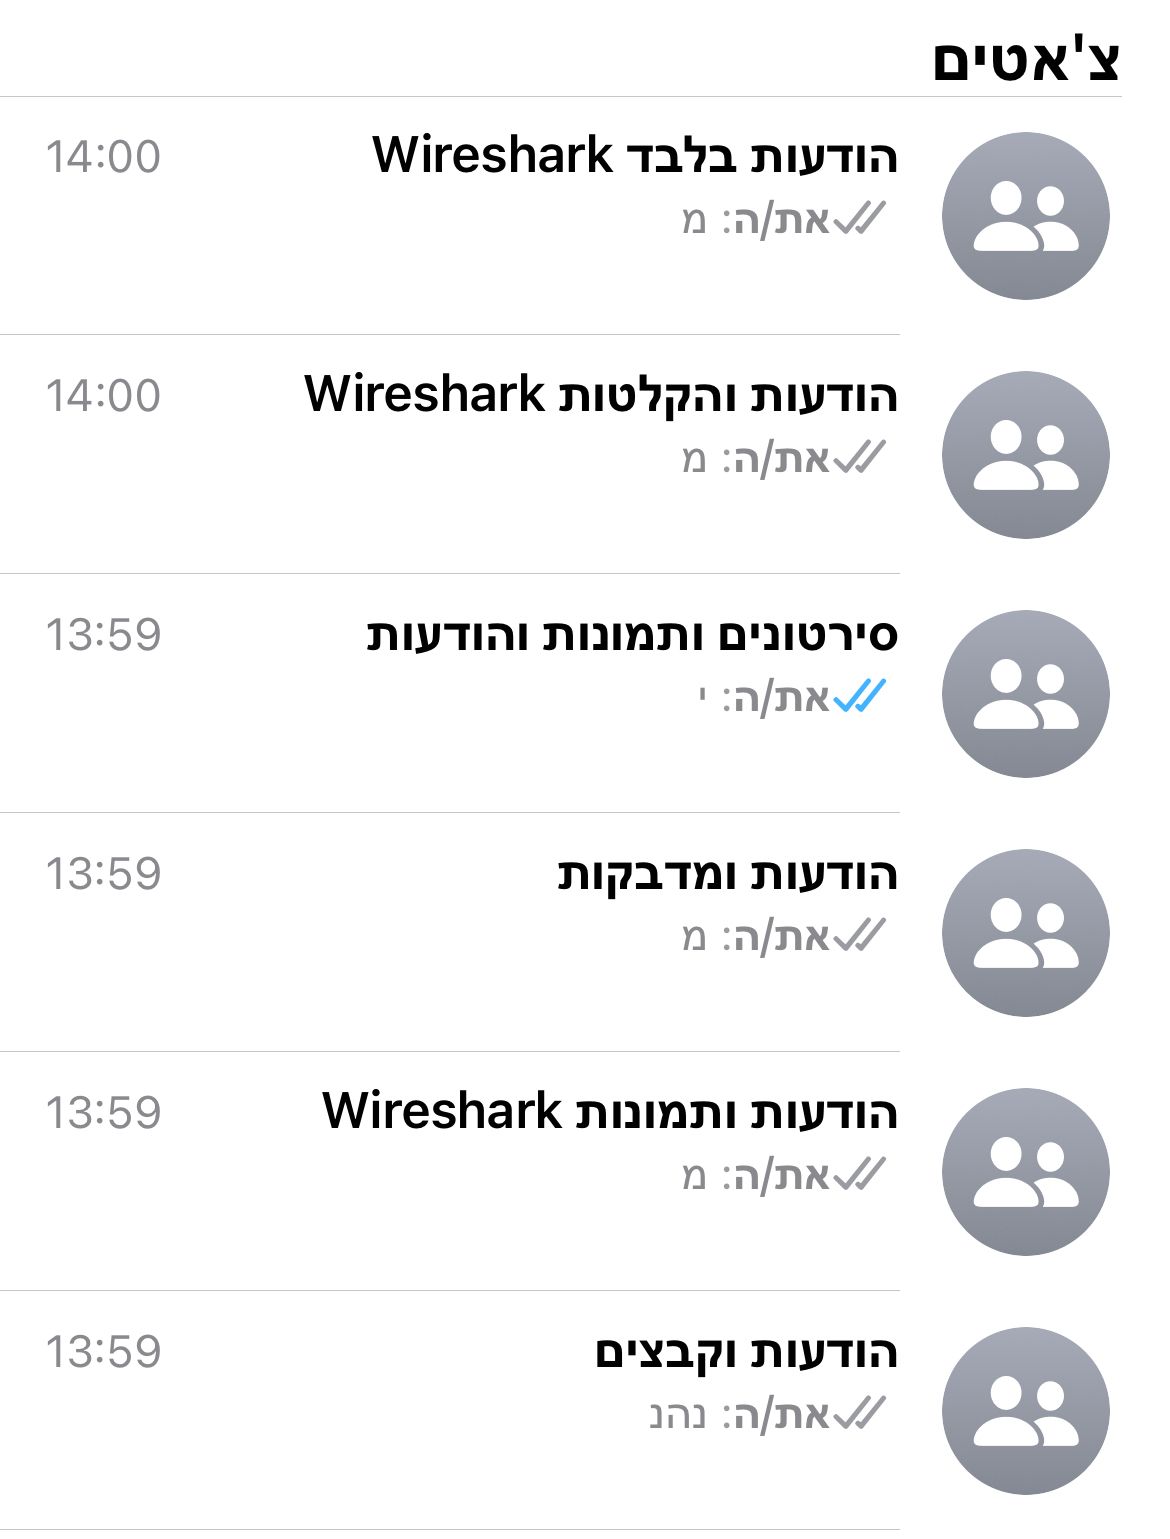 צ'אטים
הודעות בלבד Wireshark
14:00
את/ה: מ
הודעות והקלטות Wireshark
14:00
את/ה: מ
סירטונים ותמונות והודעות
13:59
את/ה: י
הודעות ומדבקות
13:59
את/ה: מ
הודעות ותמונות Wireshark
13:59
את/ה: מ
הודעות וקבצים
13:59
את/ה: נהנ